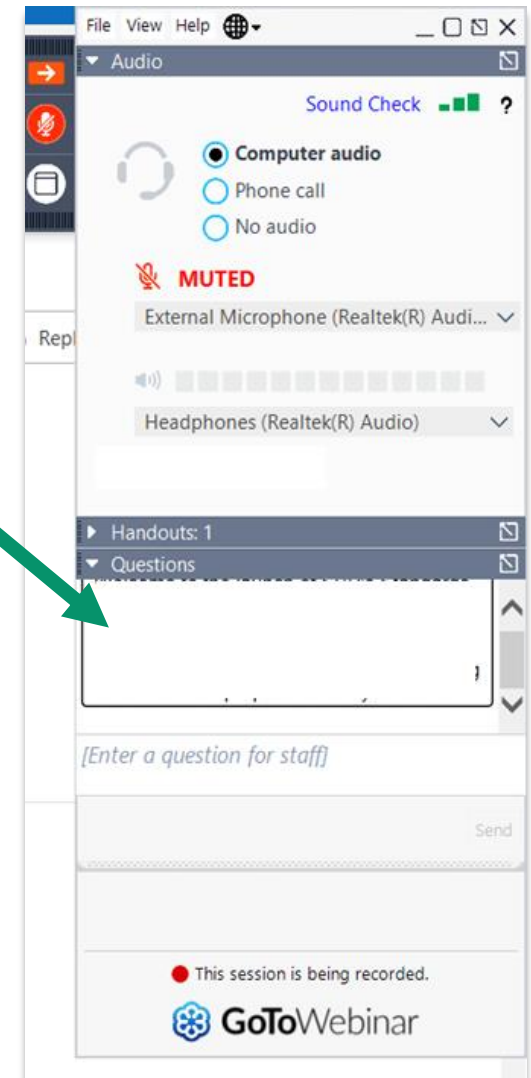 File View Help
Audio
Sound Check ?
Computer audio
Phone call
No audio
MUTED
External Microphone (Realtek(R) Audi...
Repl
Headphones (Realtek(R) Audio)
Handouts: 1
Questions
[Enter a question for staff]
Send
This session is being recorded.
GoToWebinar